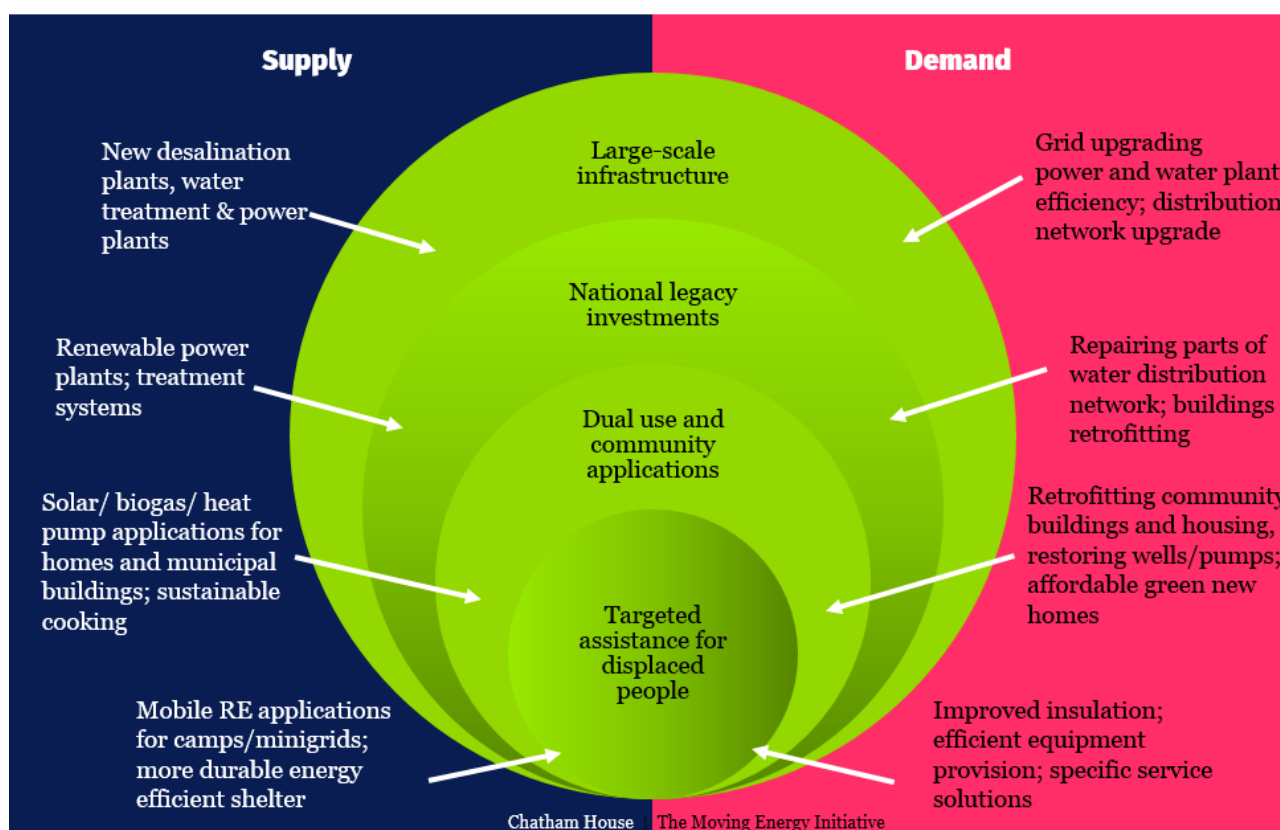 Supply
Demand
New desalination
plants, water
treatment & power
plants
Large-scale
infrastructure
Grid upgrading
power and water plant
efficiency; distribution
network upgrade
National legacy
investments
Renewable power
plants; treatment
systems
Repairing parts of
water distribution
network; buildings
retrofitting
Dual use and
community
applications
Solar/ biogas/ heat
pump applications for
homes and municipal
buildings; sustainable
cooking
Retrofitting community
buildings and housing,
restoring wells/pumps;
affordable green new
homes
Targeted
assistance for
displaced
people
Mobile RE applications
for camps/minigrids;
more durable energy
efficient shelter
Improved insulation;
efficient equipment
provision; specific service
solutions
Chatham House | The Moving Energy Initiative